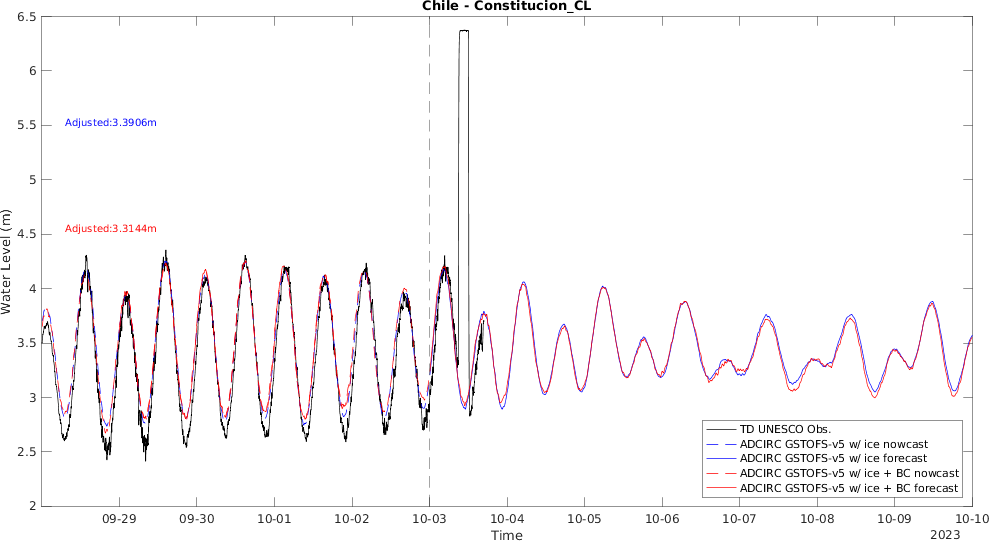 Chile - Constitucion_CL
6.5
6
5.5
5
4.5
4
3.5
3
2.5
2
Water Level (m)
Adjusted:3.3906m
Adjusted:3.3144m
TD UNESCO Obs.
ADCIRC GSTOFS-v5 w/ ice nowcast
ADCIRC GSTOFS-v5 w/ ice forecast
ADCIRC GSTOFS-v5 w/ ice + BC nowcast
ADCIRC GSTOFS-v5 w/ ice + BC forecast
09-29 09-30 10-01 10-02 10-03 10-04 10-05 10-06 10-07 10-08 10-09 10-10
Time
2023